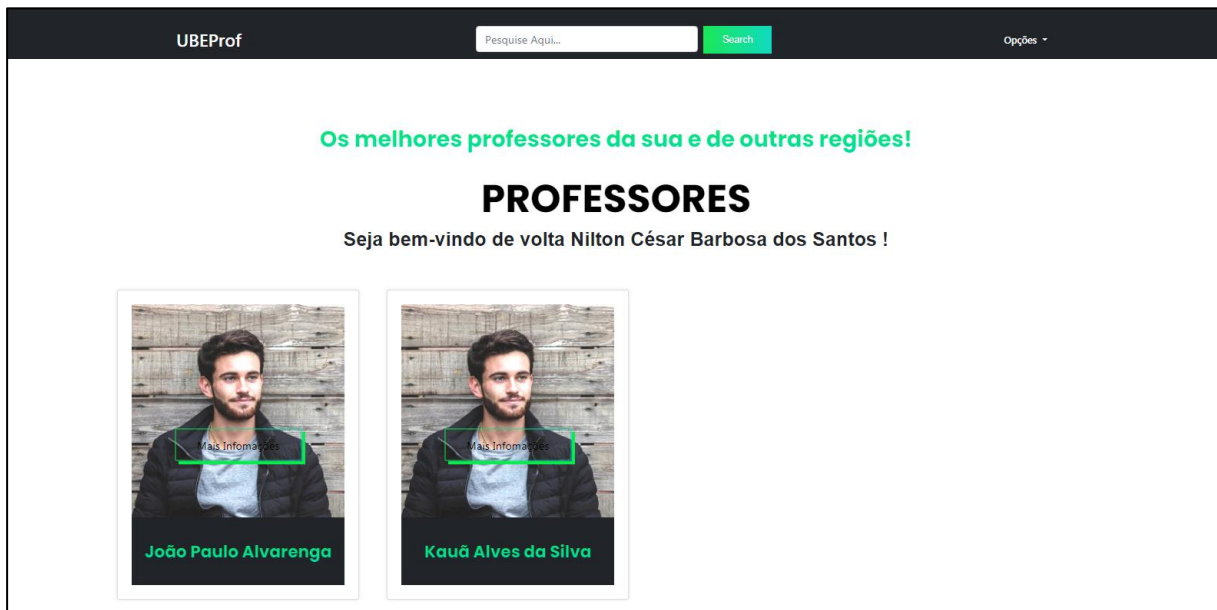 UBEProf
Pesquise Aqui...
Search
Opções
Os melhores professores da sua e de outras regiões!
PROFESSORES
Seja bem-vindo de volta Nilton César Barbosa dos Santos !
Mais Infomações
Mais Infomações
João Paulo Alvarenga
Kauã Alves da Silva